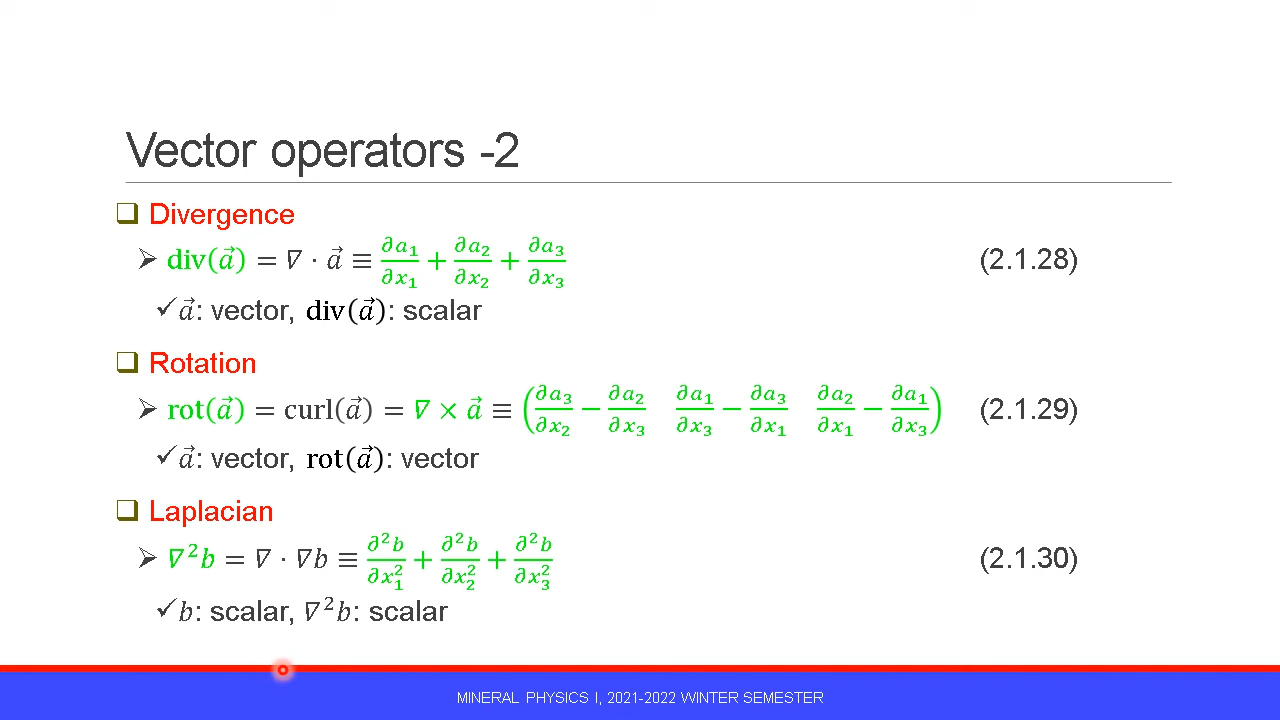 Vector operators -2
❑ Divergence
➢ div(a⃗) = ∇ · a⃗ ≡ ∂a₁/∂x₁ + ∂a₂/∂x₂ + ∂a₃/∂x₃ (2.1.28)
✓ a⃗: vector, div(a⃗): scalar
❑ Rotation
➢ rot(a⃗) = curl(a⃗) = ∇ × a⃗ ≡ (∂a₃/∂x₂ − ∂a₂/∂x₃ ∂a₁/∂x₃ − ∂a₃/∂x₁ ∂a₂/∂x₁ − ∂a₁/∂x₃) (2.1.29)
✓ a⃗: vector, rot(a⃗): vector
❑ Laplacian
➢ ∇²b = ∇ · ∇b ≡ ∂²b/∂x₁² + ∂²b/∂x₂² + ∂²b/∂x₃² (2.1.30)
✓ b: scalar, ∇²b: scalar
MINERAL PHYSICS I, 2021-2022 WINTER SEMESTER